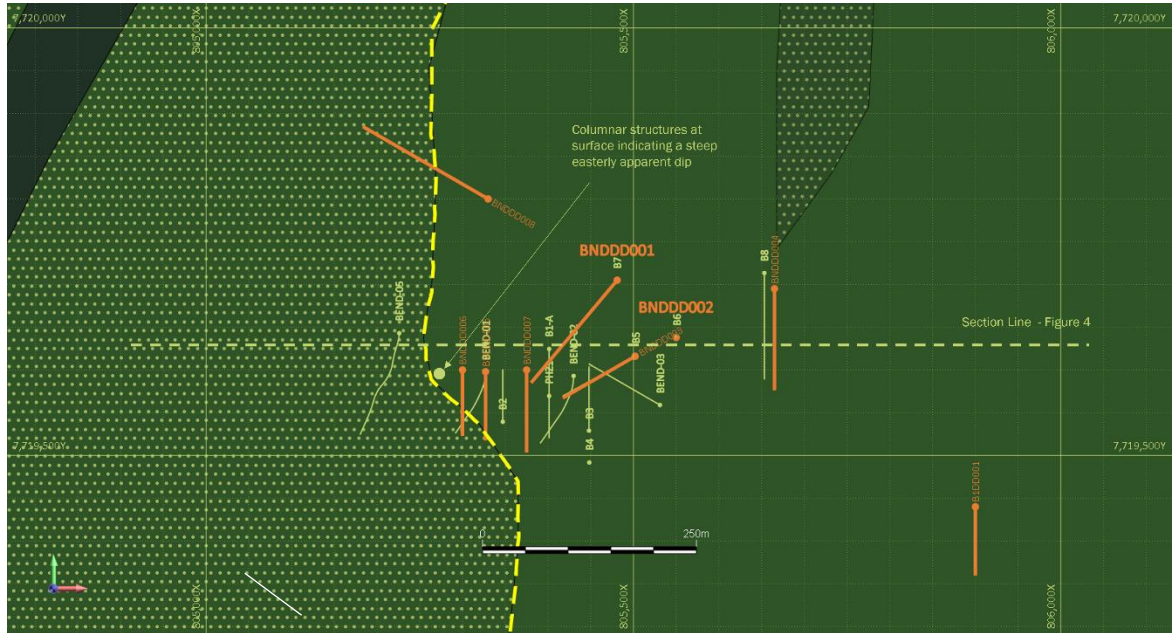 7,720,000Y
805,000X
805,500X
806,000X
7,720,000Y
Columnar structures at
surface indicating a steep
easterly apparent dip
BNDDD008
BNDDD001
B7
B8
BNDDD004
BNDDD002
B6
B5
BEND-05
BNDDD006
BEND-01
BNDDD007
B1-A
BEND-02
BEND-03
Section Line - Figure 4
B2
B3
B4
7,719,500Y
7,719,500Y
B1DD001
0
250m
805,000X
805,500X
806,000X